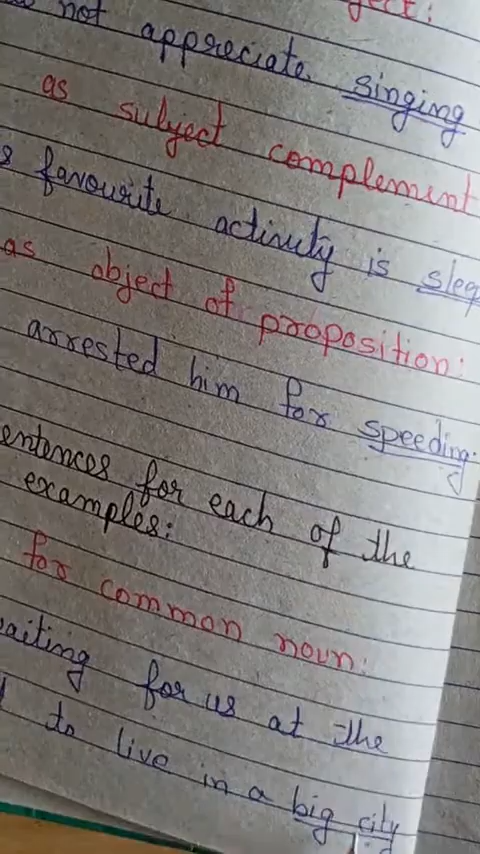 not appreciate singing
as subject complement
favourite activity is sleep
as object of proposition:
arrested him for speeding.
entences for each of the
examples:
for common noun:
aiting for us at the
to live in a big city